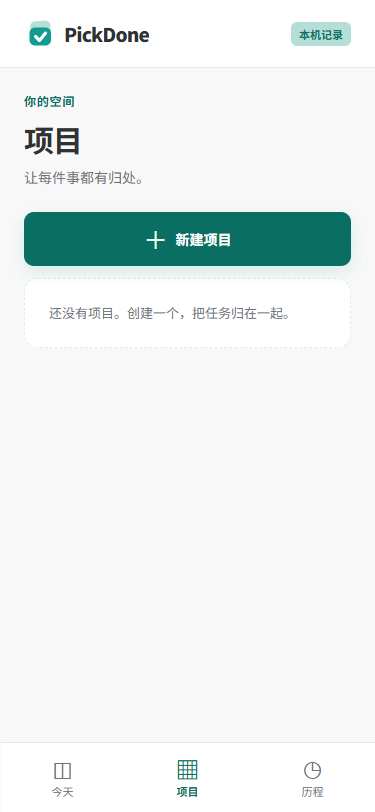 PickDone
本机记录
你的空间
项目
让每件事都有归处。
新建项目
还没有项目。创建一个，把任务归在一起。
今天
项目
历程